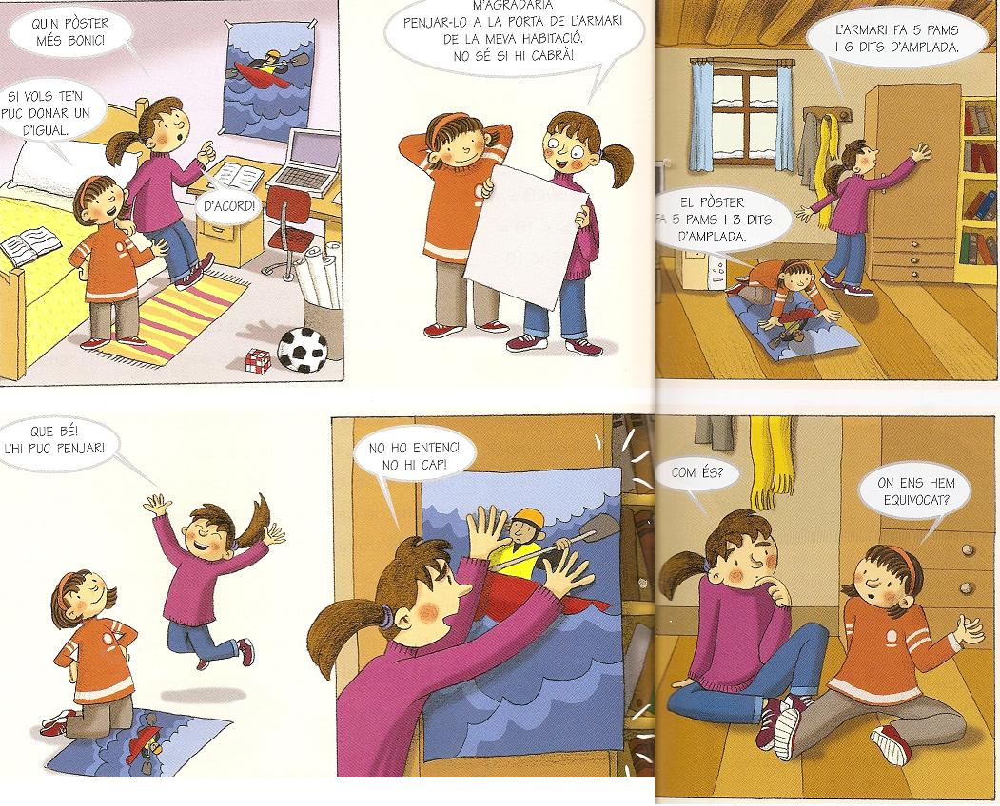 QUIN PÒSTER
MÉS BONIC!
SI VOLS TE'N
PUC DONAR UN
D'IGUAL.
D'ACORD!
M'AGRADARIA
PENJAR-LO A LA PORTA DE L'ARMARI
DE LA MEVA HABITACIÓ.
NO SÉ SI HI CABRÀ!
L'ARMARI FA 5 PAMS
I 6 DITS D'AMPLADA.
EL PÒSTER
FA 5 PAMS I 3 DITS
D'AMPLADA.
QUE BÉ!
L'HI PUC PENJAR!
NO HO ENTENC!
NO HI CAP!
COM ÉS?
ON ENS HEM
EQUIVOCAT?